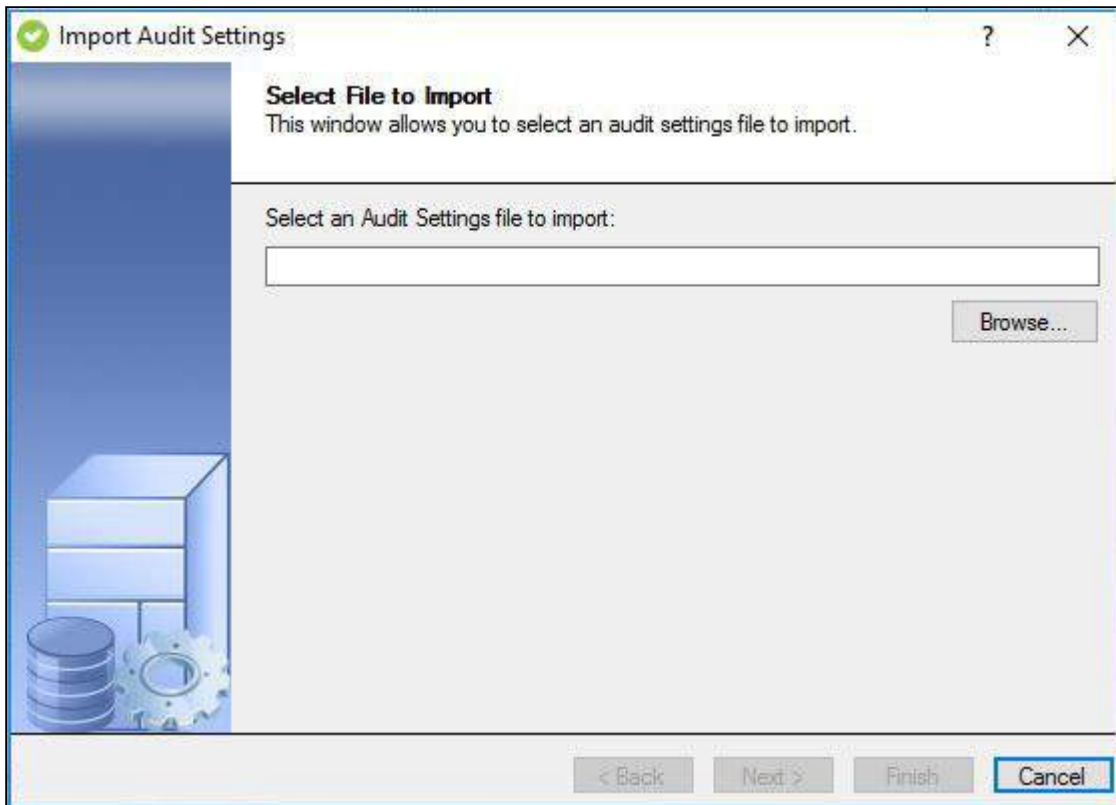 Import Audit Settings
?
Select File to Import
This window allows you to select an audit settings file to import.
Select an Audit Settings file to import:
Browse...
< Back
Next >
Finish
Cancel